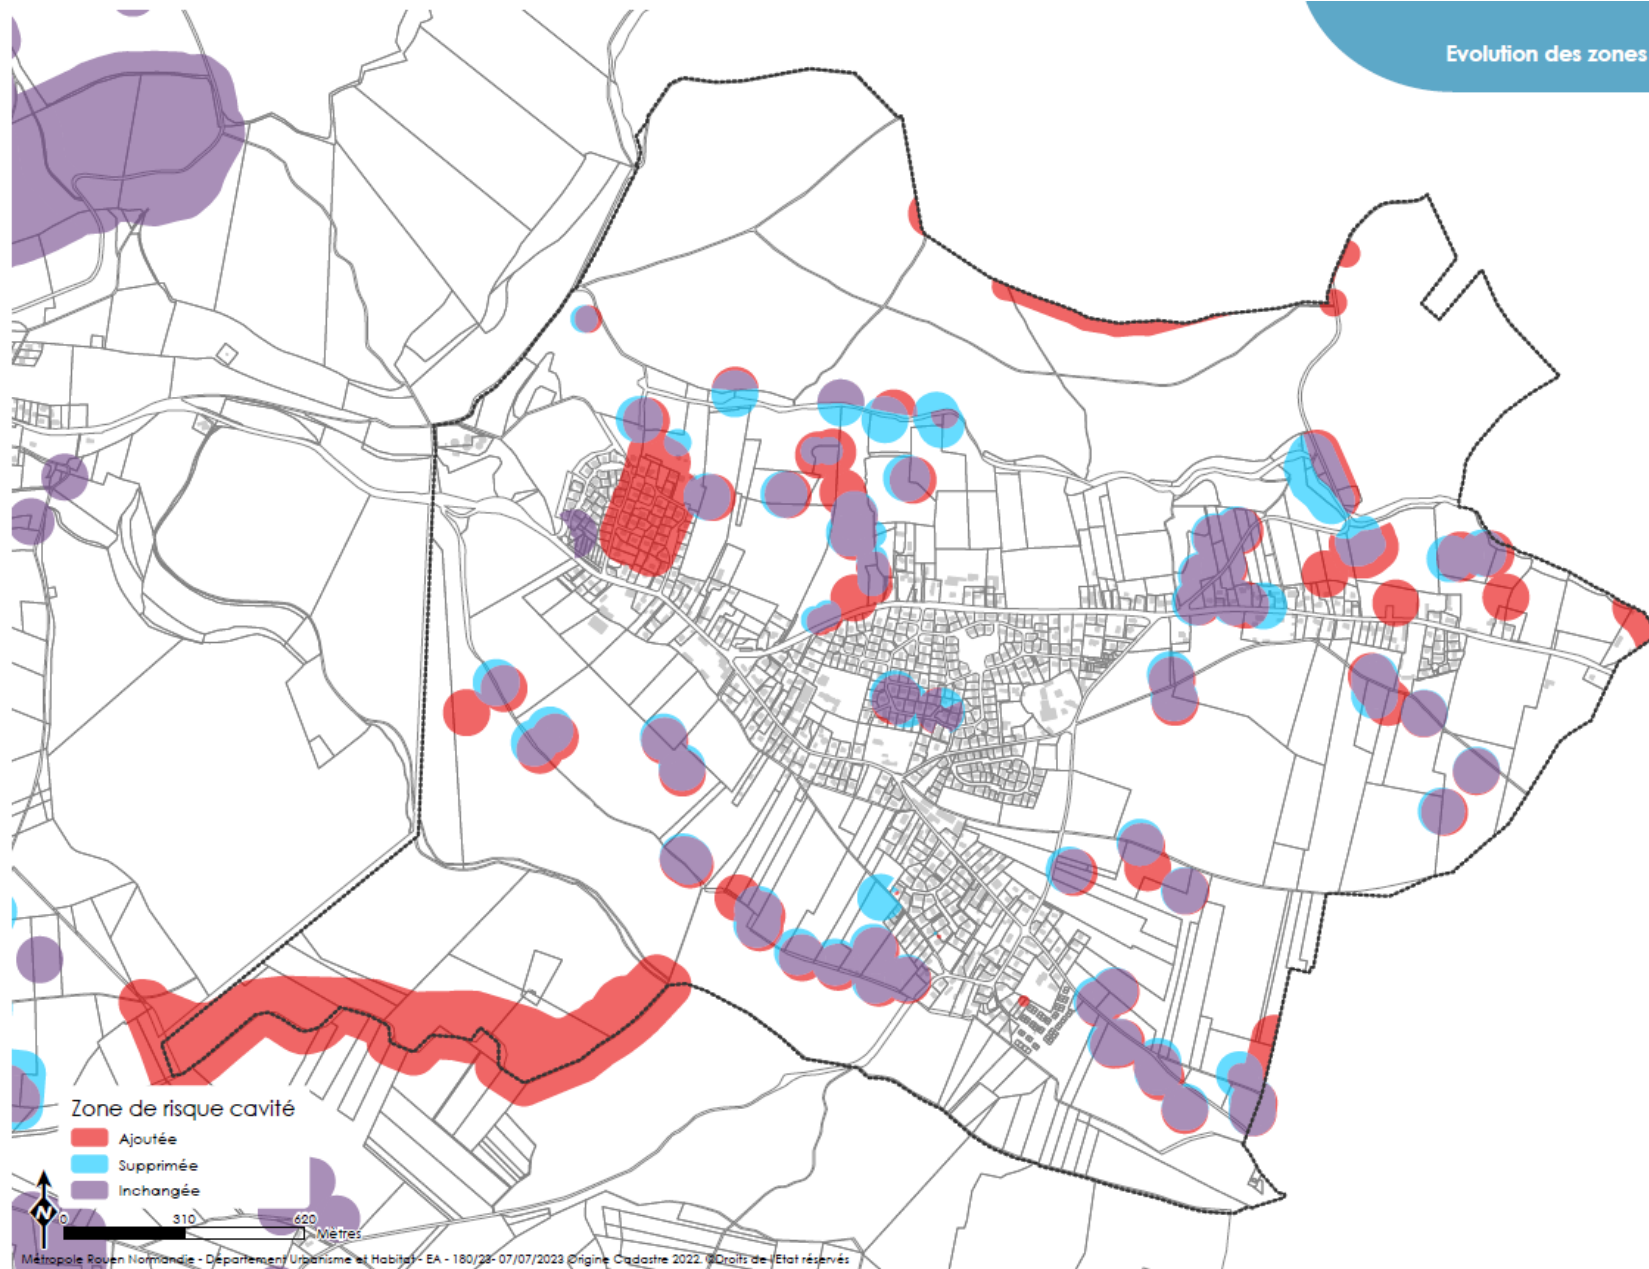 Evolution des zones
Zone de risque cavité
Ajoutée
Supprimée
Inchangée
N
0 310 620
Mètres
Métropole Rouen Normandie - Département Urbanisme et Habitat - EA - 180/23- 07/07/2023 Origine Cadastre 2022. ©Droits de l'Etat réservés